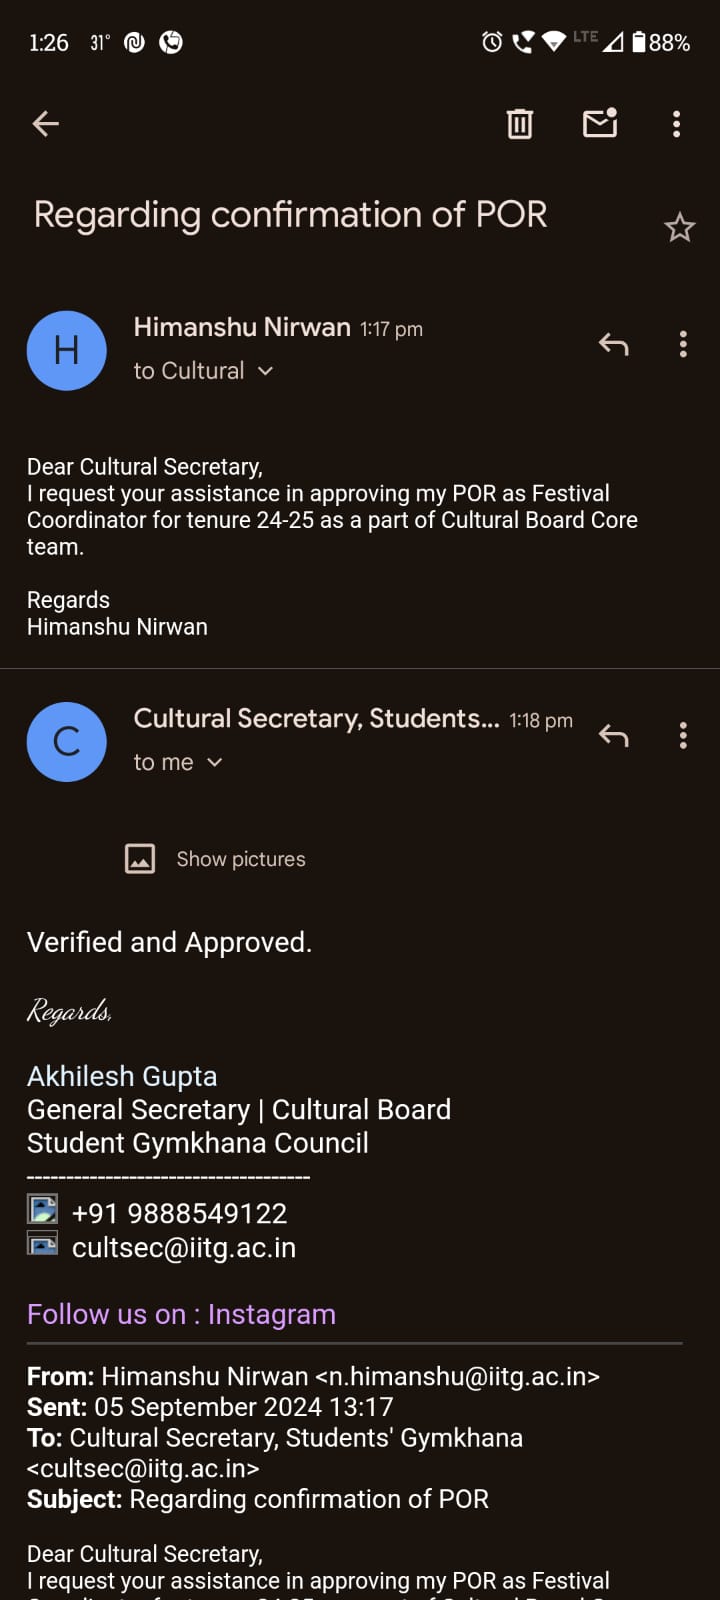 1:26 31° LTE 88%
Regarding confirmation of POR
H
Himanshu Nirwan 1:17 pm
to Cultural
Dear Cultural Secretary,
I request your assistance in approving my POR as Festival
Coordinator for tenure 24-25 as a part of Cultural Board Core
team.
Regards
Himanshu Nirwan
C
Cultural Secretary, Students... 1:18 pm
to me
Show pictures
Verified and Approved.
Regards,
Akhilesh Gupta
General Secretary | Cultural Board
Student Gymkhana Council
------------------------------------
+91 9888549122
cultsec@iitg.ac.in
Follow us on : Instagram
From: Himanshu Nirwan <n.himanshu@iitg.ac.in>
Sent: 05 September 2024 13:17
To: Cultural Secretary, Students' Gymkhana
<cultsec@iitg.ac.in>
Subject: Regarding confirmation of POR
Dear Cultural Secretary,
I request your assistance in approving my POR as Festival